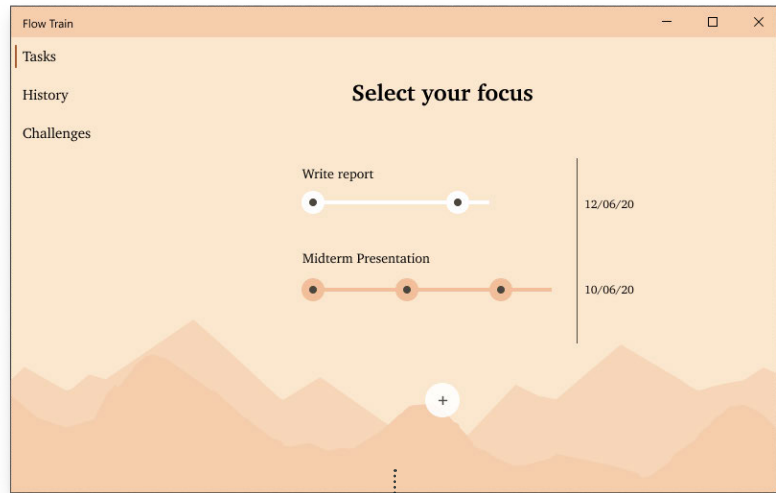 Flow Train
Tasks
History
Challenges
Select your focus
Write report
12/06/20
Midterm Presentation
10/06/20
+